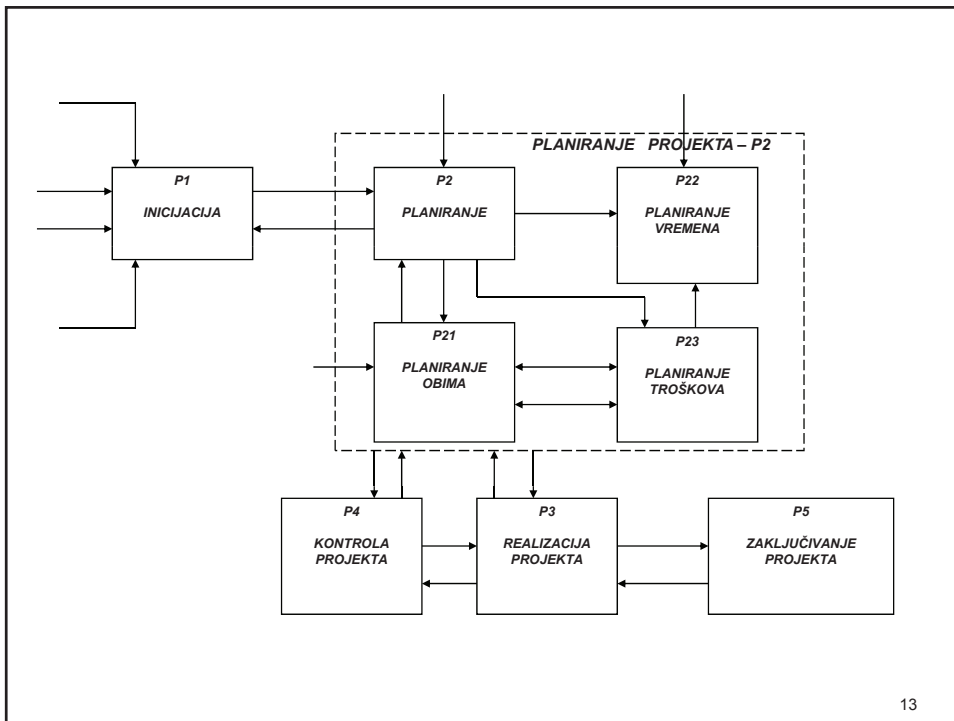 PLANIRANJE PROJEKTA – P2
P1
INICIJACIJA
P2
PLANIRANJE
P22
PLANIRANJE
VREMENA
P21
PLANIRANJE
OBIMA
P23
PLANIRANJE
TROŠKOVA
P4
KONTROLA
PROJEKTA
P3
REALIZACIJA
PROJEKTA
P5
ZAKLJUČIVANJE
PROJEKTA
13